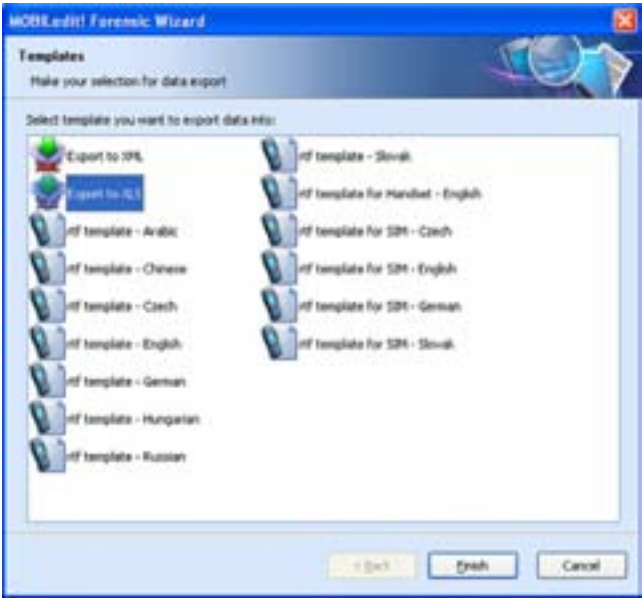 MOBILedit! Forensic Wizard
Templates
Make your selection for data export
Select template you want to export data into:
Export to XML
Export to XLS
rtf template - Arabic
rtf template - Chinese
rtf template - Czech
rtf template - English
rtf template - German
rtf template - Hungarian
rtf template - Russian
rtf template - Slovak
rtf template for Handset - English
rtf template for SIM - Czech
rtf template for SIM - English
rtf template for SIM - German
rtf template for SIM - Slovak
< Back
Finish
Cancel